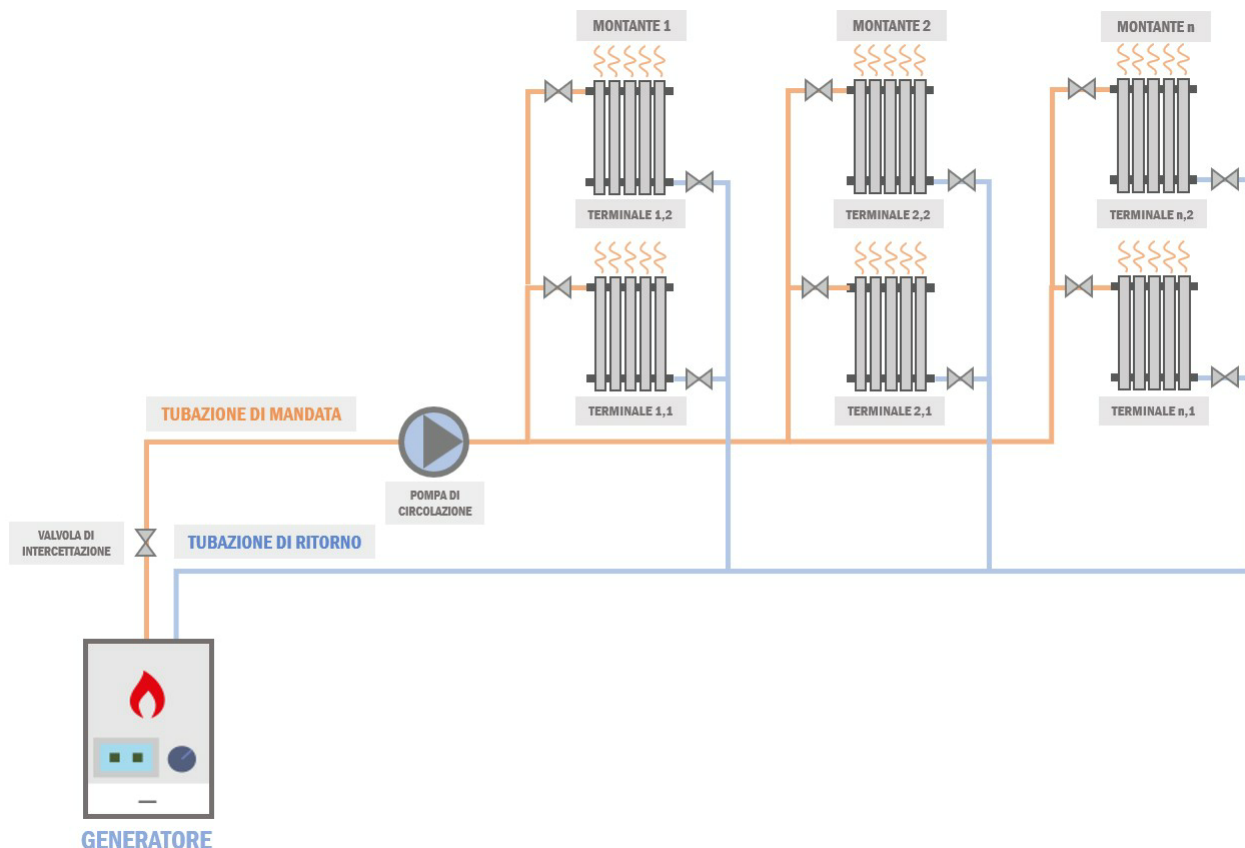 MONTANTE 1
MONTANTE 2
MONTANTE n
TERMINALE 1,2
TERMINALE 2,2
TERMINALE n,2
TERMINALE 1,1
TERMINALE 2,1
TERMINALE n,1
TUBAZIONE DI MANDATA
POMPA DI
CIRCOLAZIONE
VALVOLA DI
INTERCETTAZIONE
TUBAZIONE DI RITORNO
GENERATORE